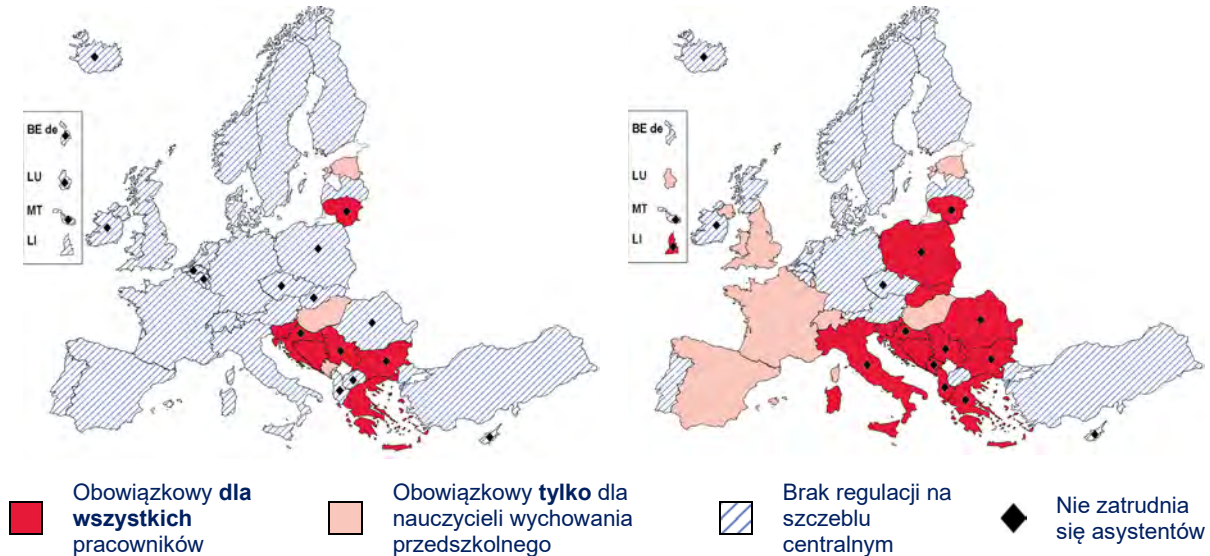 BE de
LU
MT
LI
BE de
LU
MT
LI
Obowiązkowy dla
wszystkich
pracowników
Obowiązkowy tylko dla
nauczycieli wychowania
przedszkolnego
Brak regulacji na
szczeblu
centralnym
Nie zatrudnia
się asystentów